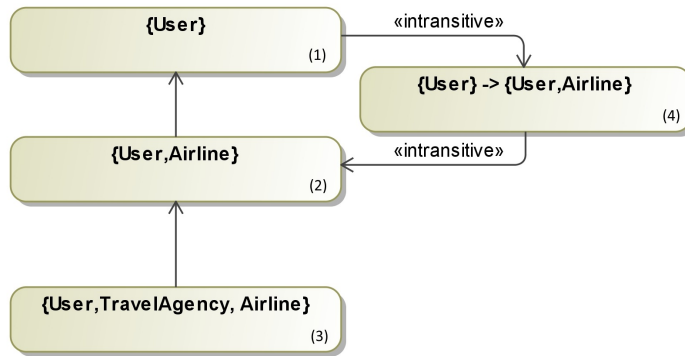 {User}
(1)
«intransitive»
{User} -> {User,Airline}
(4)
«intransitive»
{User,Airline}
(2)
{User,TravelAgency, Airline}
(3)